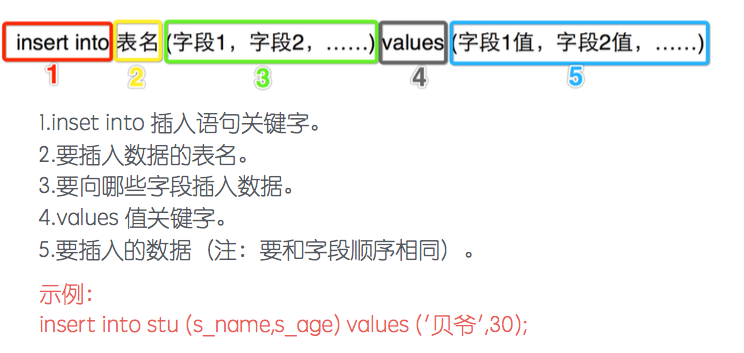 insert into 表名 (字段1，字段2，……) values (字段1值，字段2值，……)
1 2 3 4 5
1.inset into 插入语句关键字。
2.要插入数据的表名。
3.要向哪些字段插入数据。
4.values 值关键字。
5.要插入的数据（注：要和字段顺序相同）。
示例：
insert into stu (s_name,s_age) values ('贝爷',30);